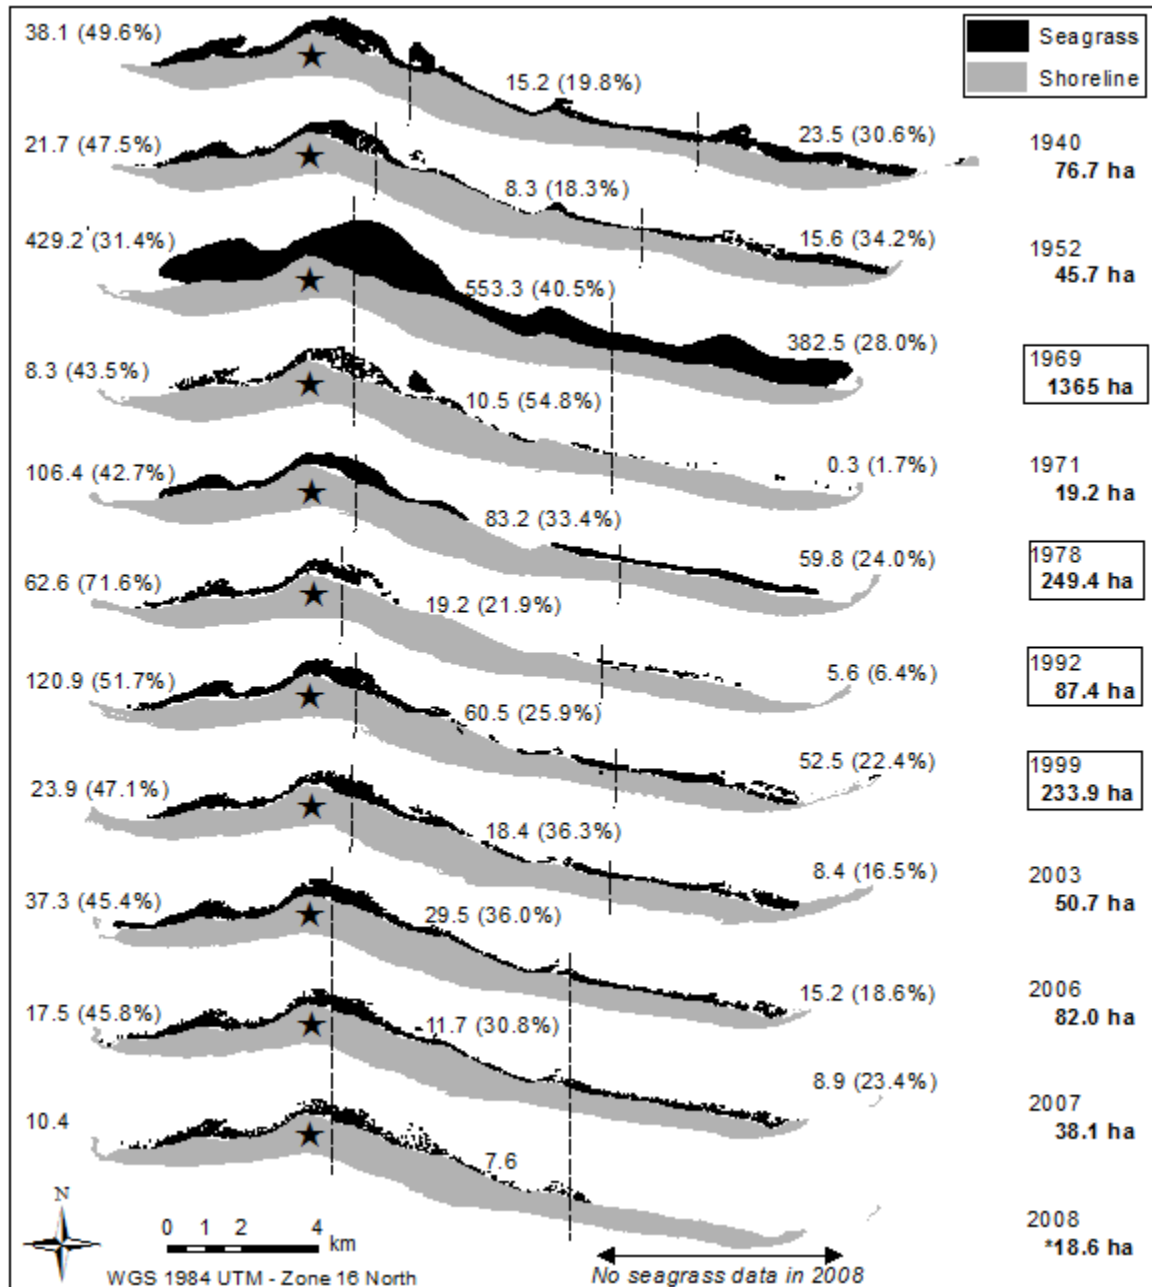 38.1 (49.6%)
Seagrass
Shoreline
15.2 (19.8%)
23.5 (30.6%)
1940
76.7 ha
21.7 (47.5%)
8.3 (18.3%)
15.6 (34.2%)
1952
45.7 ha
429.2 (31.4%)
553.3 (40.5%)
382.5 (28.0%)
1969
1365 ha
8.3 (43.5%)
10.5 (54.8%)
0.3 (1.7%)
1971
19.2 ha
106.4 (42.7%)
83.2 (33.4%)
59.8 (24.0%)
1978
249.4 ha
62.6 (71.6%)
19.2 (21.9%)
5.6 (6.4%)
1992
87.4 ha
120.9 (51.7%)
60.5 (25.9%)
52.5 (22.4%)
1999
233.9 ha
23.9 (47.1%)
18.4 (36.3%)
8.4 (16.5%)
2003
50.7 ha
37.3 (45.4%)
29.5 (36.0%)
15.2 (18.6%)
2006
82.0 ha
17.5 (45.8%)
11.7 (30.8%)
8.9 (23.4%)
2007
38.1 ha
10.4
7.6
2008
*18.6 ha
N
0 1 2 4
km
WGS 1984 UTM - Zone 16 North
No seagrass data in 2008